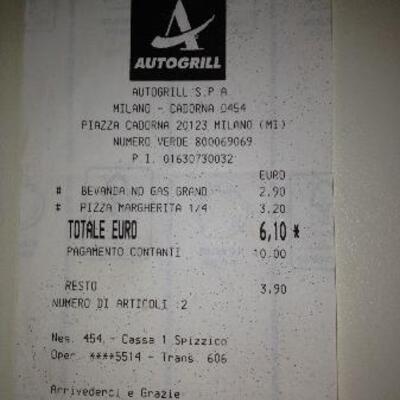 AUTOGRILL
AUTOGRILL S.P.A
MILANO - CADORNA 0454
PIAZZA CADORNA 20123 MILANO (MI)
NUMERO VERDE 800069069
P I. 01630730032
EURO
# BEVANDA NO GAS GRAND 2.90
# PIZZA MARGHERITA 1/4 3.20
TOTALE EURO 6,10 *
PAGAMENTO CONTANTI 10.00
RESTO 3.90
NUMERO DI ARTICOLI :2
Neg. 454 - Cassa 1 Spizzico
Oper. ****5514 - Trans. 606
Arrivederci e Grazie